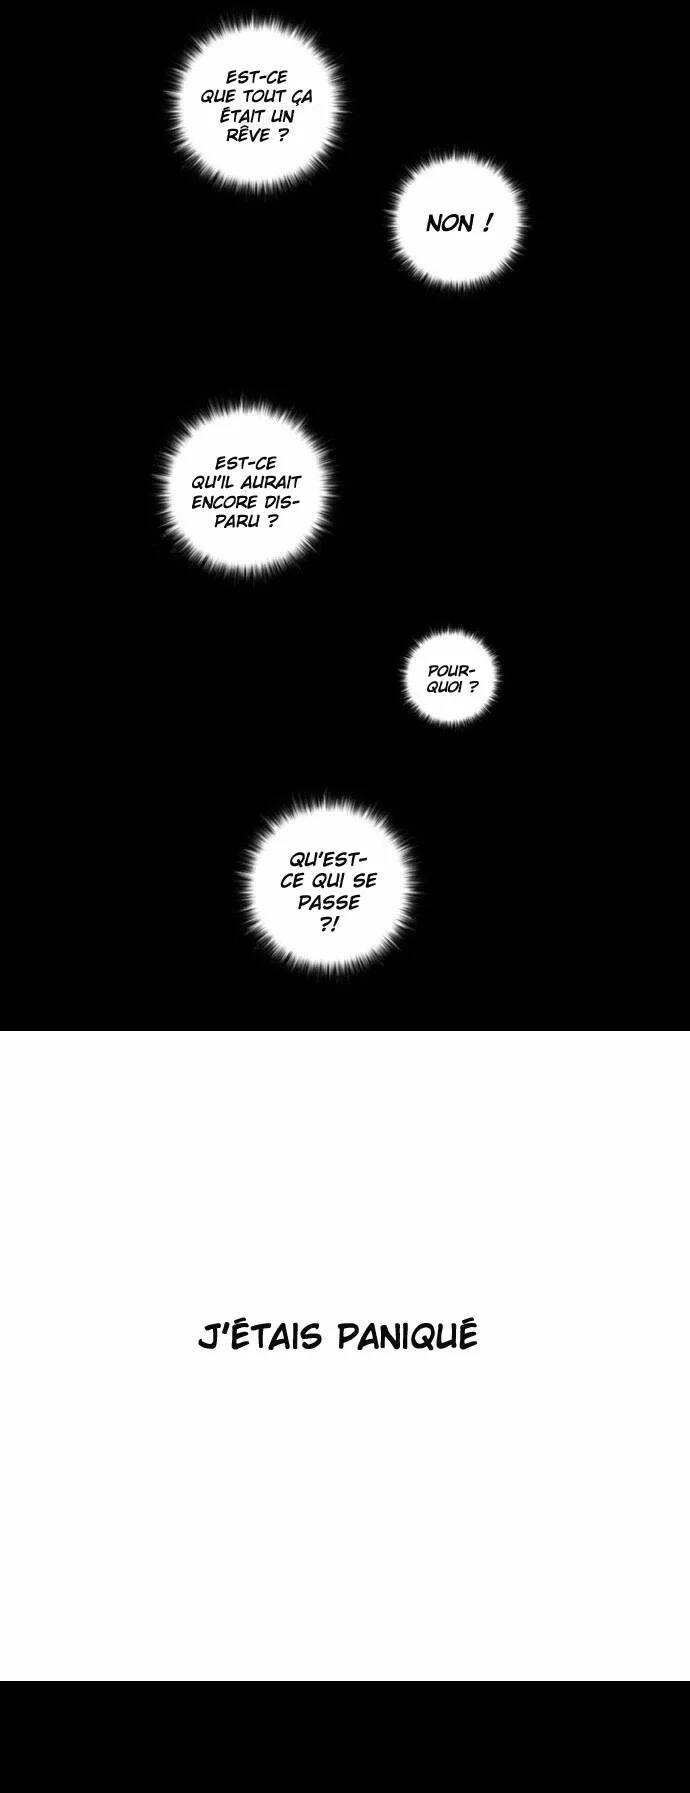 EST-CE
QUE TOUT ÇA
ÉTAIT UN
RÊVE ?
NON !
EST-CE
QU'IL AURAIT
ENCORE DIS-
PARU ?
POUR-
QUOI ?
QU'EST-
CE QUI SE
PASSE
?!
J'ÉTAIS PANIQUÉ